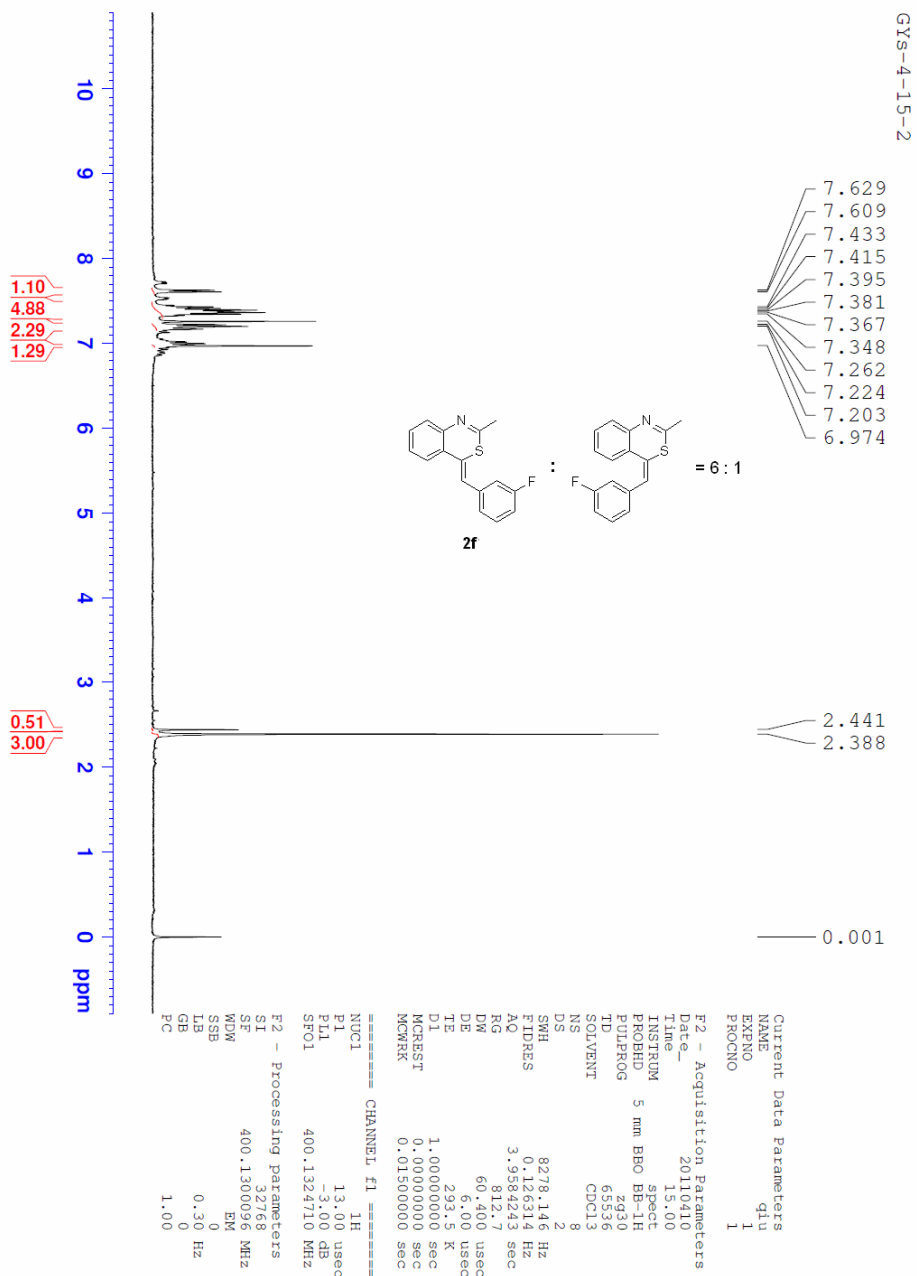 GYs-4-15-2
7.629
7.609
7.433
7.415
7.395
7.381
7.367
7.348
7.262
7.224
7.203
6.974
2.441
2.388
0.001
N
S
F
:
N
S
F
= 6 : 1
2f
10 9 8 7 6 5 4 3 2 1 0 ppm
1.10
4.88
2.29
1.29
0.51
3.00
Current Data Parameters
NAME qiu
EXPNO 1
PROCNO 1
F2 - Acquisition Parameters
Date_ 20110410
Time 15.00
INSTRUM spect
PROBHD 5 mm BBO BB-1H
PULPROG zg30
TD 65536
SOLVENT CDCl3
NS 8
DS 2
SWH 8278.146 Hz
FIDRES 0.126314 Hz
AQ 3.9584243 sec
RG 812.7
DW 60.400 usec
DE 6.00 usec
TE 293.5 K
D1 1.00000000 sec
MCREST 0.00000000 sec
MCWRK 0.01500000 sec
======== CHANNEL f1 ========
NUC1 1H
P1 13.00 usec
PL1 -3.00 dB
SFO1 400.1324710 MHz
F2 - Processing parameters
SI 32768
SF 400.1300096 MHz
WDW EM
SSB 0
LB 0.30 Hz
GB 0
PC 1.00